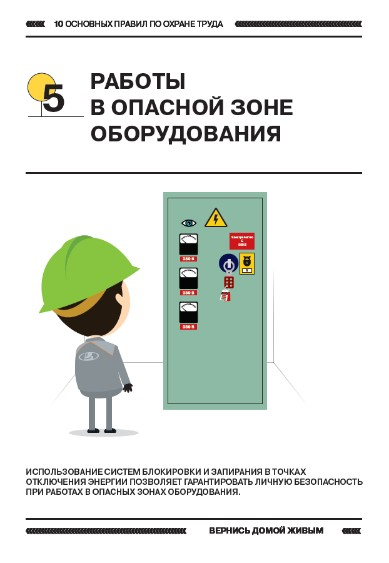 10 ОСНОВНЫХ ПРАВИЛ ПО ОХРАНЕ ТРУДА
5
РАБОТЫ
В ОПАСНОЙ ЗОНЕ
ОБОРУДОВАНИЯ
380 В
380 В
380 В
ИСПОЛЬЗОВАНИЕ СИСТЕМ БЛОКИРОВКИ И ЗАПИРАНИЯ В ТОЧКАХ
ОТКЛЮЧЕНИЯ ЭНЕРГИИ ПОЗВОЛЯЕТ ГАРАНТИРОВАТЬ ЛИЧНУЮ БЕЗОПАСНОСТЬ
ПРИ РАБОТАХ В ОПАСНЫХ ЗОНАХ ОБОРУДОВАНИЯ.
ВЕРНИСЬ ДОМОЙ ЖИВЫМ